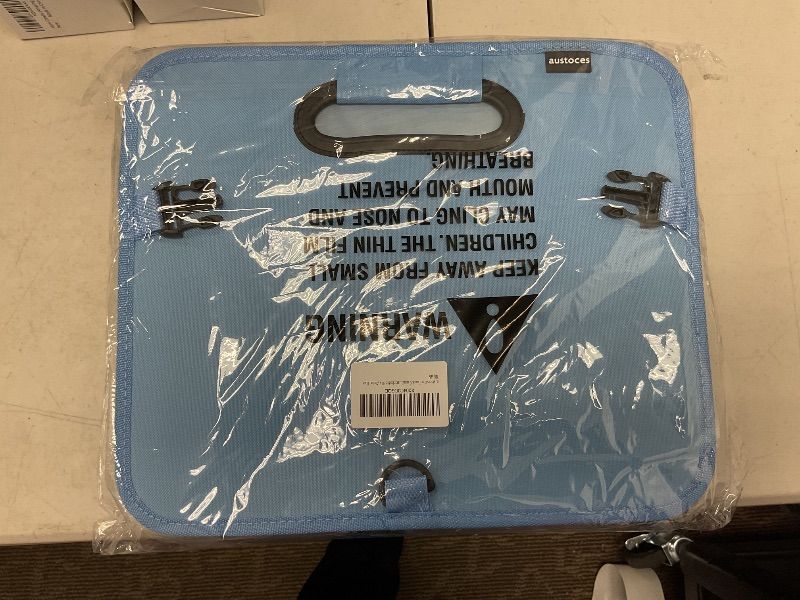 austoces
WARNING
KEEP AWAY FROM SMALL
CHILDREN. THE THIN FILM
MAY CLING TO NOSE AND
MOUTH AND PREVENT
BREATHING.